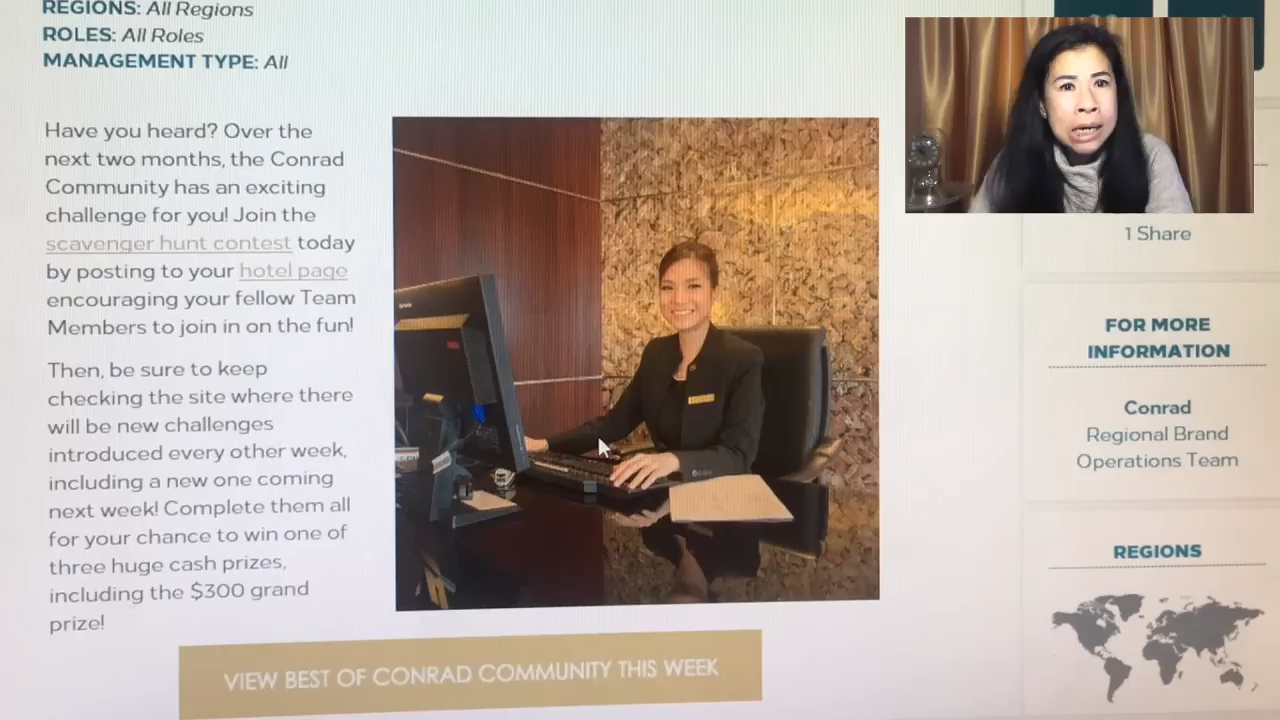 REGIONS: All Regions
ROLES: All Roles
MANAGEMENT TYPE: All
Have you heard? Over the
next two months, the Conrad
Community has an exciting
challenge for you! Join the
scavenger hunt contest today
by posting to your hotel page
encouraging your fellow Team
Members to join in on the fun!
Then, be sure to keep
checking the site where there
will be new challenges
introduced every other week,
including a new one coming
next week! Complete them all
for your chance to win one of
three huge cash prizes,
including the $300 grand
prize!
VIEW BEST OF CONRAD COMMUNITY THIS WEEK
1 Share
FOR MORE
INFORMATION
Conrad
Regional Brand
Operations Team
REGIONS